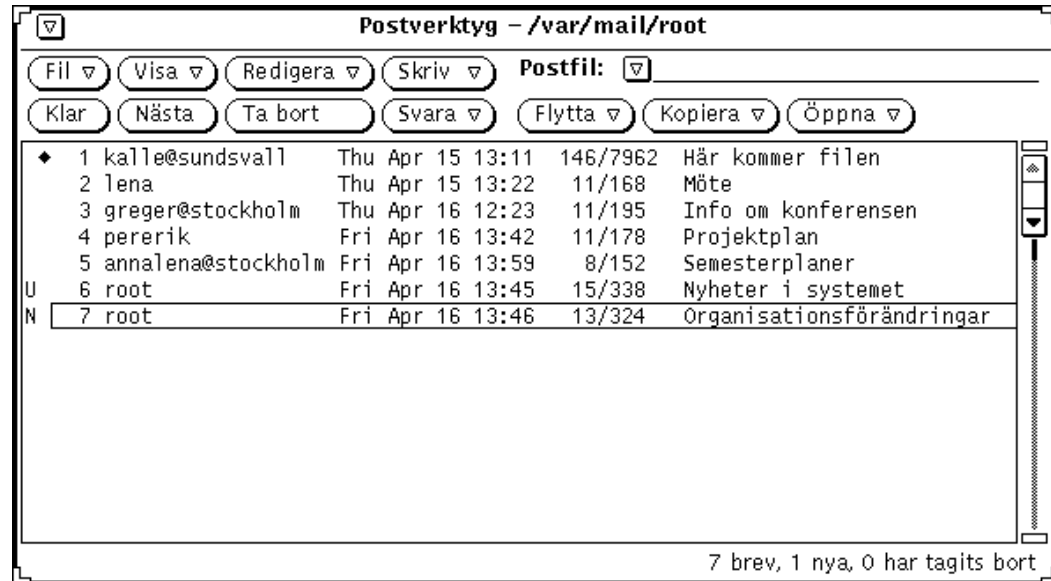 Postverktyg – /var/mail/root
Fil Visa Redigera Skriv Postfil:
Klar Nästa Ta bort Svara Flytta Kopiera Öppna
◆ 1 kalle@sundsvall Thu Apr 15 13:11 146/7962 Här kommer filen
2 lena Thu Apr 15 13:22 11/168 Möte
3 greger@stockholm Thu Apr 16 12:23 11/195 Info om konferensen
4 pererik Fri Apr 16 13:42 11/178 Projektplan
5 annalena@stockholm Fri Apr 16 13:59 8/152 Semesterplaner
U 6 root Fri Apr 16 13:45 15/338 Nyheter i systemet
N 7 root Fri Apr 16 13:46 13/324 Organisationsförändringar
7 brev, 1 nya, 0 har tagits bort